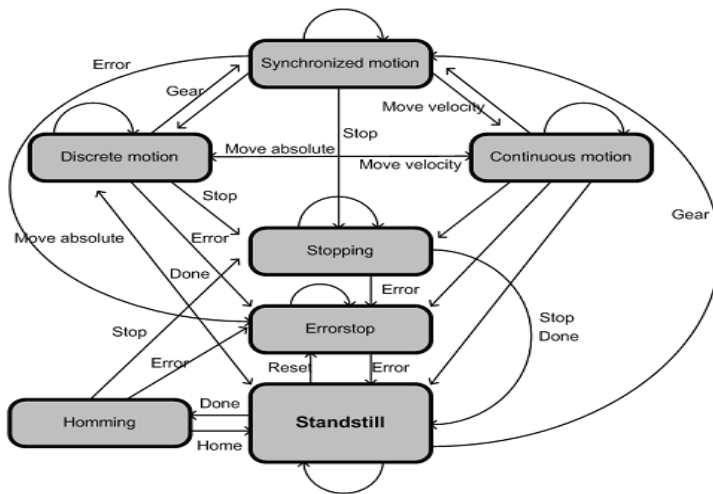 Synchronized motion
Error
Gear
Move velocity
Stop
Discrete motion
Move absolute
Move velocity
Continuous motion
Stop
Gear
Move absolute
Error
Stopping
Done
Error
Stop
Errorstop
Stop
Done
Error
Reset
Error
Done
Homming
Standstill
Home